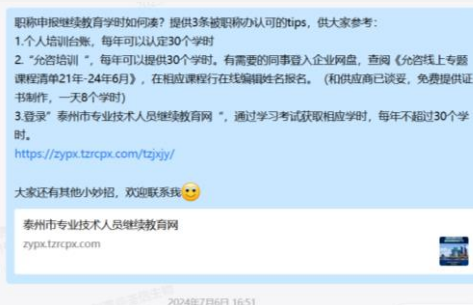 职称申报继续教育学时如何凑？提供3条被职称办认可的tips，供大家参考：
1.个人培训台账，每年可以认定30个学时
2.“允咨培训“，每年可以提供30个学时。有需要的同事登入企业网盘，查阅《允咨线上专题
课程清单21年-24年6月》，在相应课程行在线编辑姓名报名。（和供应商已谈妥，免费提供证
书制作，一天8个学时）
3.登录”泰州市专业技术人员继续教育网“，通过学习考试获取相应学时，每年不超过30个学
时。
https://zypx.tzrcpx.com/tzjxjy/
大家还有其他小妙招，欢迎联系我
泰州市专业技术人员继续教育网
zypx.tzrcpx.com
2024年7月6日 16:51